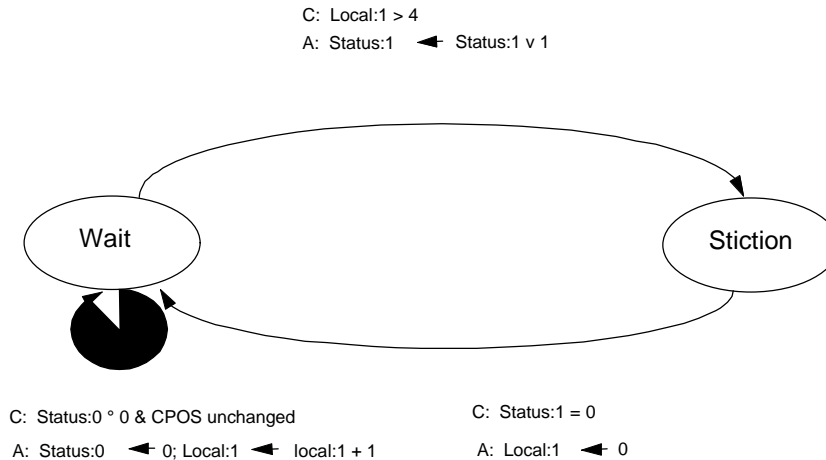 C: Local:1 > 4
A: Status:1 ← Status:1 v 1
Wait
Stiction
C: Status:0 ° 0 & CPOS unchanged
A: Status:0 ← 0; Local:1 ← local:1 + 1
C: Status:1 = 0
A: Local:1 ← 0